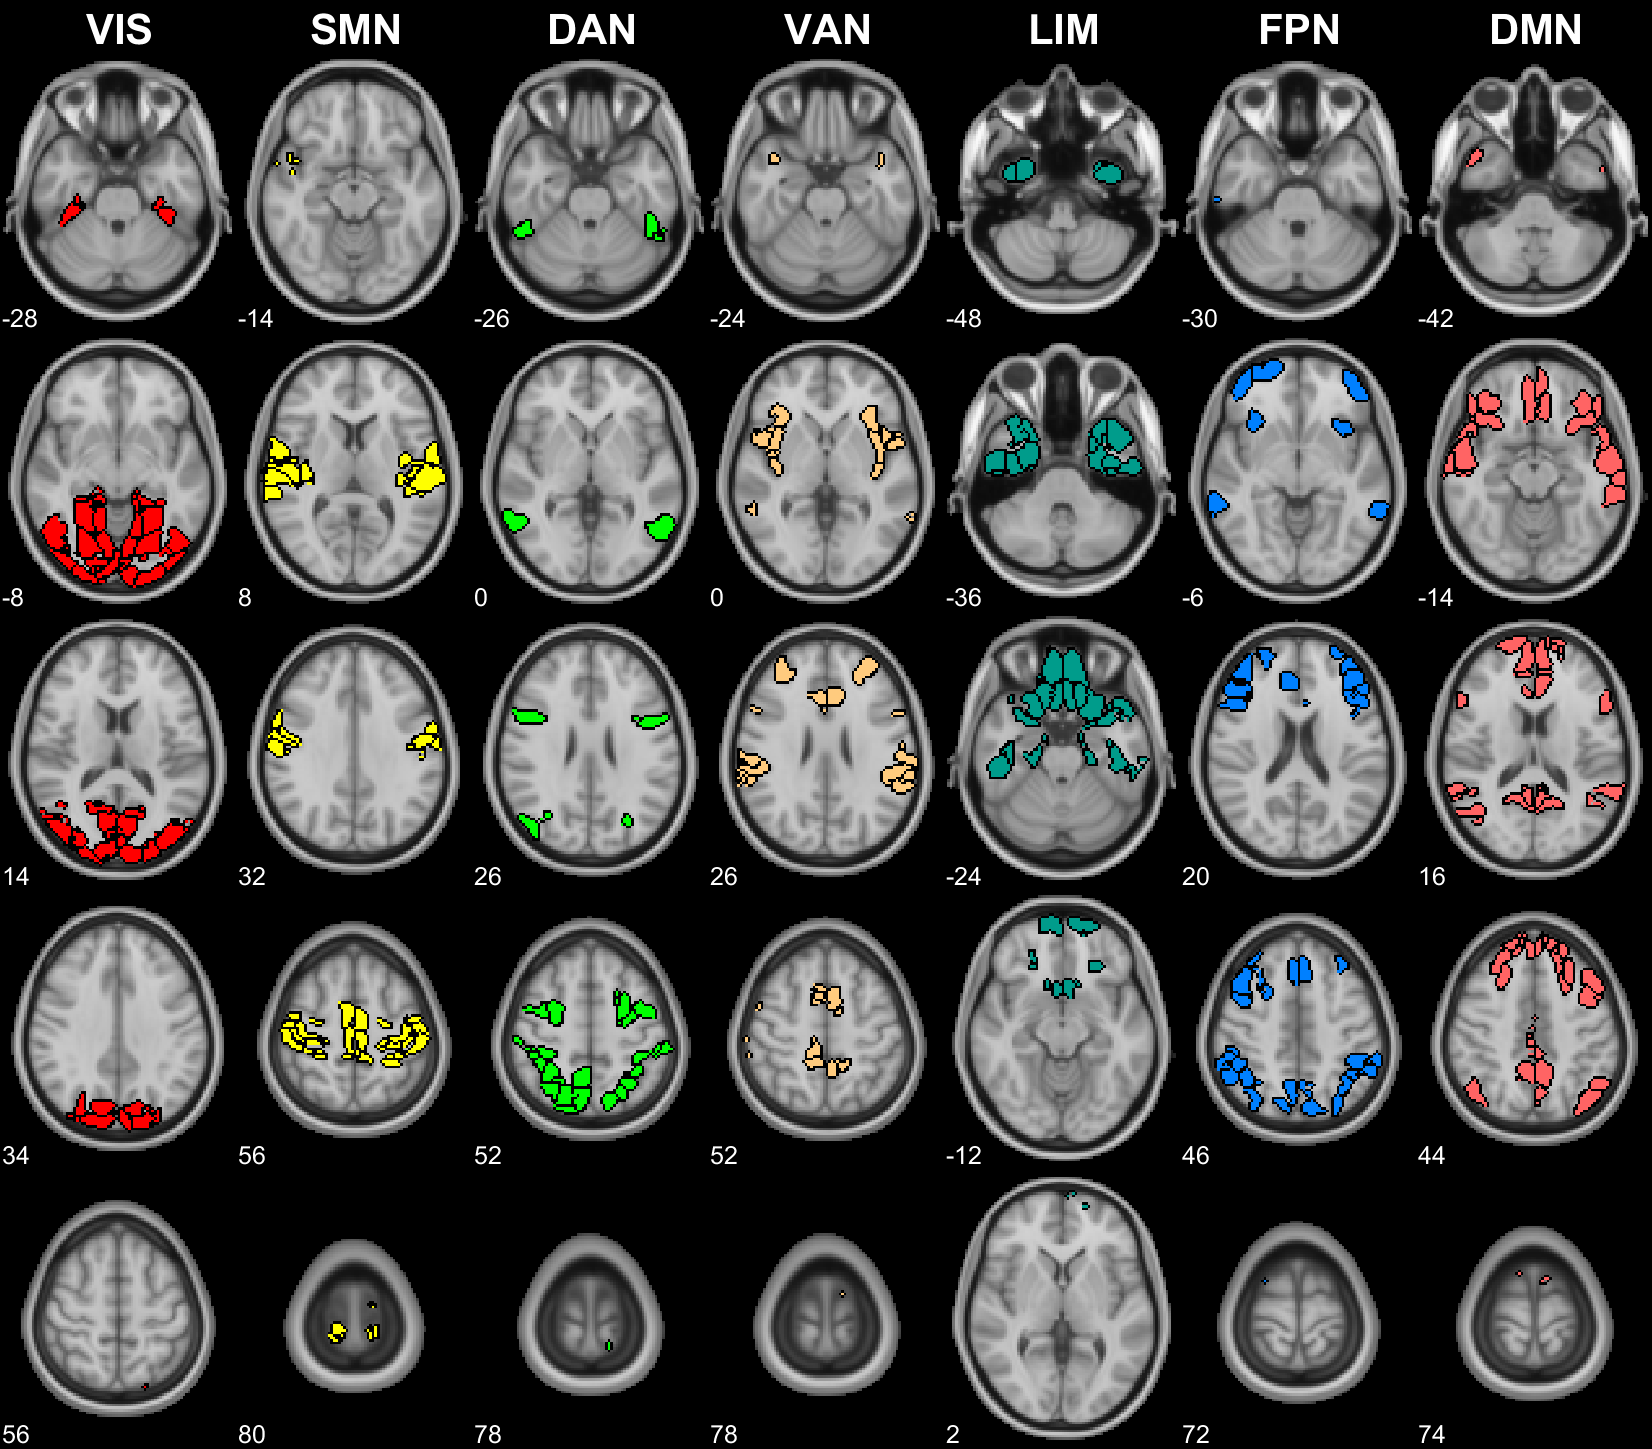 VIS SMN DAN VAN LIM FPN DMN
-28 -14 -26 -24 -48 -30 -42
-8 8 0 0 -36 -6 -14
14 32 26 26 -24 20 16
34 56 52 52 -12 46 44
56 80 78 78 2 72 74